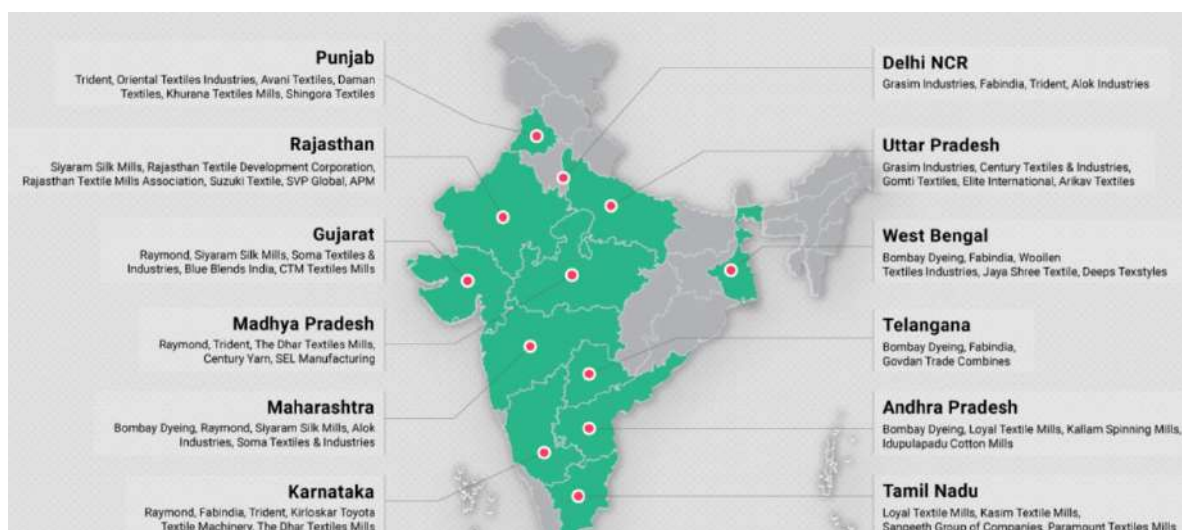 Punjab
Trident, Oriental Textiles Industries, Avani Textiles, Daman
Textiles, Khurana Textiles Mills, Shingora Textiles
Rajasthan
Siyaram Silk Mills, Rajasthan Textile Development Corporation,
Rajasthan Textile Mills Association, Suzuki Textile, SVP Global, APM
Gujarat
Raymond, Siyaram Silk Mills, Soma Textiles &
Industries, Blue Blends India, CTM Textiles Mills
Madhya Pradesh
Raymond, Trident, The Dhar Textiles Mills,
Century Yarn, SEL Manufacturing
Maharashtra
Bombay Dyeing, Raymond, Siyaram Silk Mills, Alok
Industries, Soma Textiles & Industries
Karnataka
Raymond, Fabindia, Trident, Kirloskar Toyota
Textile Machinery, The Dhar Textiles Mills
Delhi NCR
Grasim Industries, Fabindia, Trident, Alok Industries
Uttar Pradesh
Grasim Industries, Century Textiles & Industries,
Gomti Textiles, Elite International, Arikav Textiles
West Bengal
Bombay Dyeing, Fabindia, Woollen
Textiles Industries, Jaya Shree Textile, Deeps Texstyles
Telangana
Bombay Dyeing, Fabindia,
Govdan Trade Combines
Andhra Pradesh
Bombay Dyeing, Loyal Textile Mills, Kallam Spinning Mills,
Idupulapadu Cotton Mills
Tamil Nadu
Loyal Textile Mills, Kasim Textile Mills,
Sangeeth Group of Companies, Paramount Textiles Mills